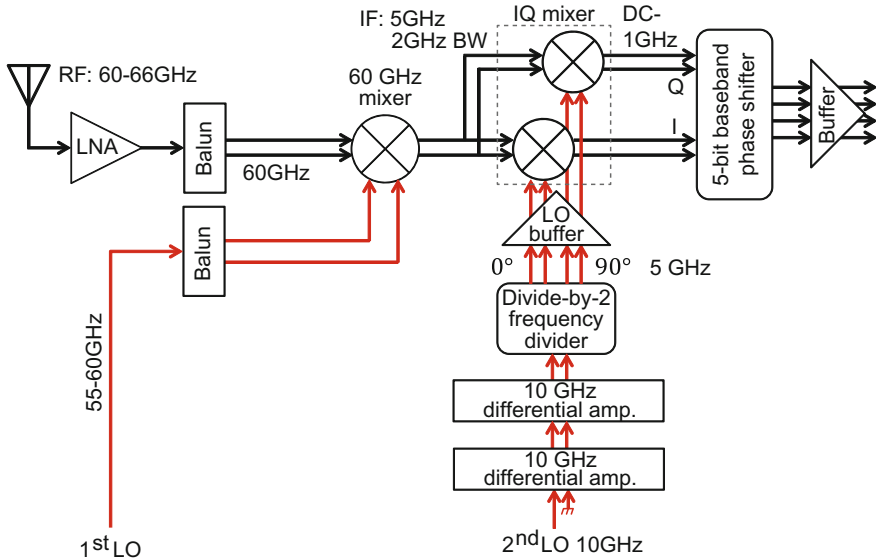 IF: 5GHz
2GHz BW
IQ mixer
DC-
1GHz
RF: 60-66GHz
60 GHz
mixer
LNA
Balun
60GHz
Q
I
5-bit baseband
phase shifter
Buffer
Balun
LO
buffer
0°
90°
5 GHz
Divide-by-2
frequency
divider
55-60GHz
10 GHz
differential amp.
10 GHz
differential amp.
1st LO
2nd LO 10GHz